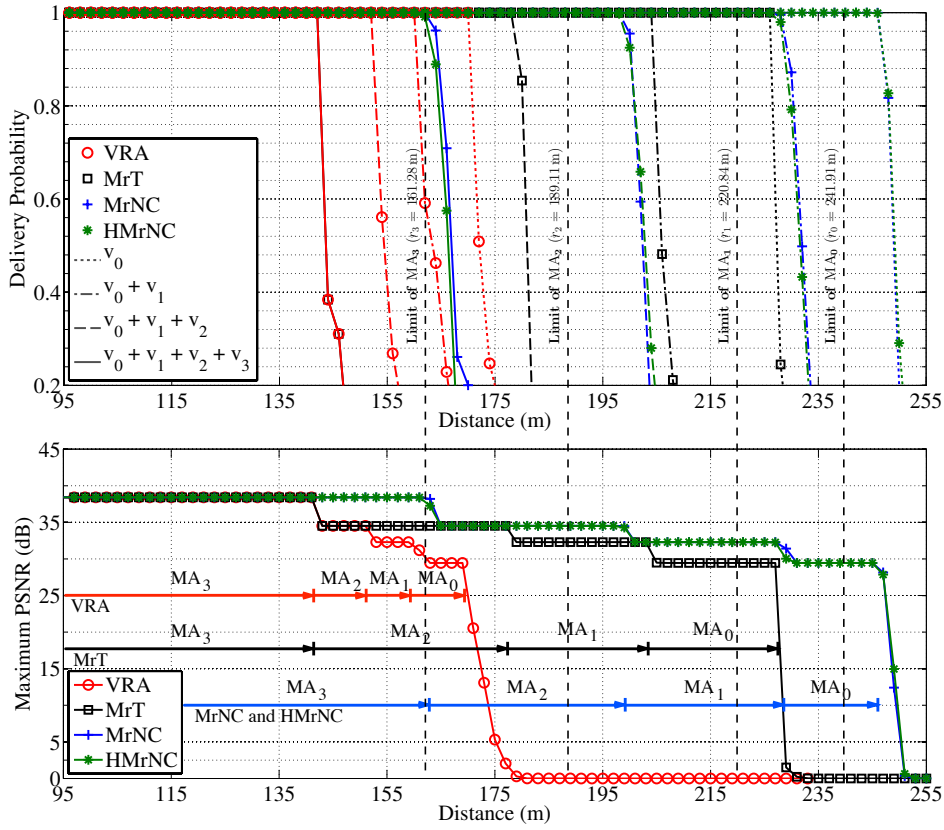 1
0.8
0.6
0.4
0.2
Delivery Probability
VRA
MrT
MrNC
HMrNC
v0
v0 + v1
v0 + v1 + v2
v0 + v1 + v2 + v3
Limit of MA3 (r3 = 161.28 m)
Limit of MA2 (r2 = 189.11 m)
Limit of MA1 (r1 = 220.84 m)
Limit of MA0 (r0 = 241.91 m)
95 115 135 155 175 195 215 235 255
Distance (m)
45
35
25
15
5
0
Maximum PSNR (dB)
MA3 MA2 MA1 MA0
VRA
MA3 MA2 MA1 MA0
MrT
MA3 MA2 MA1 MA0
MrNC and HMrNC
VRA
MrT
MrNC
HMrNC
95 115 135 155 175 195 215 235 255
Distance (m)